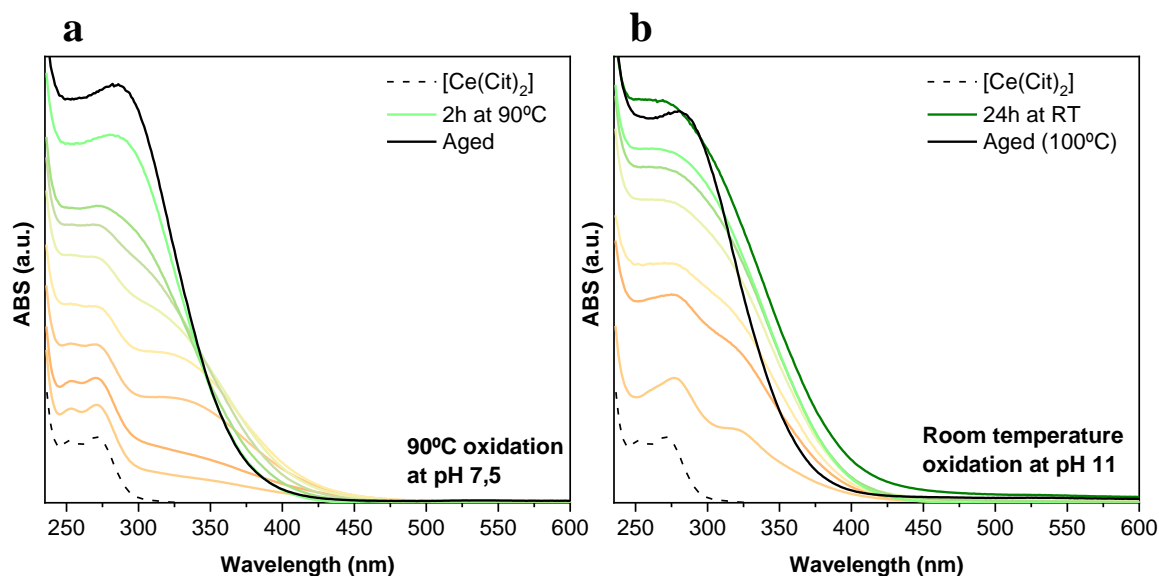 a
[Ce(Cit)2]
2h at 90ºC
Aged
90ºC oxidation
at pH 7,5
ABS (a.u.)
250 300 350 400 450 500 550 600
Wavelength (nm)
b
[Ce(Cit)2]
24h at RT
Aged (100ºC)
Room temperature
oxidation at pH 11
ABS (a.u.)
250 300 350 400 450 500 550 600
Wavelength (nm)